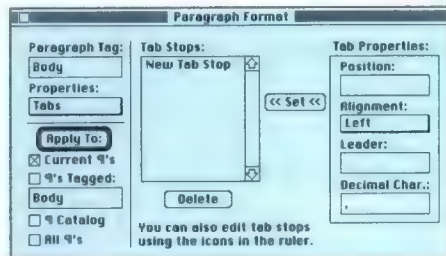 Paragraph Format
Paragraph Tag:
Body
Properties:
Tabs
Apply To:
Current ¶'s
¶'s Tagged:
Body
¶ Catalog
All ¶'s
Tab Stops:
New Tab Stop
Delete
You can also edit tab stops
using the icons in the ruler.
<< Set <<
Tab Properties:
Position:
Alignment:
Left
Leader:
Decimal Char.:
.